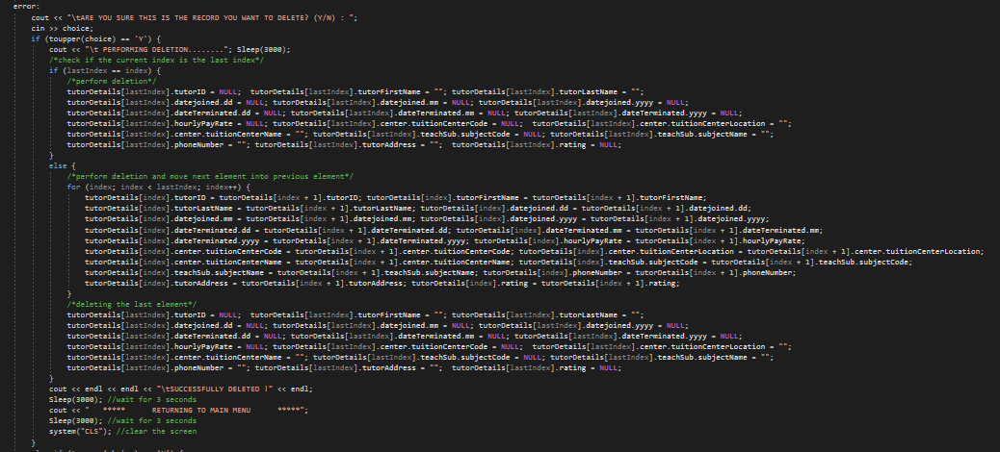 error:
cout << "\tARE YOU SURE THIS IS THE RECORD YOU WANT TO DELETE? (Y/N) : ";
cin >> choice;
if (toupper(choice) == 'Y') {
cout << "\t PERFORMING DELETION........"; Sleep(3000);
/*check if the current index is the last index*/
if (lastIndex == index) {
/*perform deletion*/
tutorDetails[lastIndex].tutorID = NULL;  tutorDetails[lastIndex].tutorFirstName = ""; tutorDetails[lastIndex].tutorLastName = "";
tutorDetails[lastIndex].datejoined.dd = NULL; tutorDetails[lastIndex].datejoined.mm = NULL; tutorDetails[lastIndex].datejoined.yyyy = NULL;
tutorDetails[lastIndex].dateTerminated.dd = NULL; tutorDetails[lastIndex].dateTerminated.mm = NULL; tutorDetails[lastIndex].dateTerminated.yyyy = NULL;
tutorDetails[lastIndex].hourlyPayRate = NULL; tutorDetails[lastIndex].center.tuitionCenterCode = NULL;  tutorDetails[lastIndex].center.tuitionCenterLocation = "";
tutorDetails[lastIndex].center.tuitionCenterName = ""; tutorDetails[lastIndex].teachSub.subjectCode = NULL; tutorDetails[lastIndex].teachSub.subjectName = "";
tutorDetails[lastIndex].phoneNumber = ""; tutorDetails[lastIndex].tutorAddress = "";  tutorDetails[lastIndex].rating = NULL;
}
else {
/*perform deletion and move next element into previous element*/
for (index; index < lastIndex; index++) {
tutorDetails[index].tutorID = tutorDetails[index + 1].tutorID; tutorDetails[index].tutorFirstName = tutorDetails[index + 1].tutorFirstName;
tutorDetails[index].tutorLastName = tutorDetails[index + 1].tutorLastName; tutorDetails[index].datejoined.dd = tutorDetails[index + 1].datejoined.dd;
tutorDetails[index].datejoined.mm = tutorDetails[index + 1].datejoined.mm; tutorDetails[index].datejoined.yyyy = tutorDetails[index + 1].datejoined.yyyy;
tutorDetails[index].dateTerminated.dd = tutorDetails[index + 1].dateTerminated.dd; tutorDetails[index].dateTerminated.mm = tutorDetails[index + 1].dateTerminated.mm;
tutorDetails[index].dateTerminated.yyyy = tutorDetails[index + 1].dateTerminated.yyyy; tutorDetails[index].hourlyPayRate = tutorDetails[index + 1].hourlyPayRate;
tutorDetails[index].center.tuitionCenterCode = tutorDetails[index + 1].center.tuitionCenterCode; tutorDetails[index].center.tuitionCenterLocation = tutorDetails[index + 1].center.tuitionCenterLocation;
tutorDetails[index].center.tuitionCenterName = tutorDetails[index + 1].center.tuitionCenterName; tutorDetails[index].teachSub.subjectCode = tutorDetails[index + 1].teachSub.subjectCode;
tutorDetails[index].teachSub.subjectName = tutorDetails[index + 1].teachSub.subjectName; tutorDetails[index].phoneNumber = tutorDetails[index + 1].phoneNumber;
tutorDetails[index].tutorAddress = tutorDetails[index + 1].tutorAddress; tutorDetails[index].rating = tutorDetails[index + 1].rating;
}
/*deleting the last element*/
tutorDetails[lastIndex].tutorID = NULL;  tutorDetails[lastIndex].tutorFirstName = ""; tutorDetails[lastIndex].tutorLastName = "";
tutorDetails[lastIndex].datejoined.dd = NULL; tutorDetails[lastIndex].datejoined.mm = NULL; tutorDetails[lastIndex].datejoined.yyyy = NULL;
tutorDetails[lastIndex].dateTerminated.dd = NULL; tutorDetails[lastIndex].dateTerminated.mm = NULL; tutorDetails[lastIndex].dateTerminated.yyyy = NULL;
tutorDetails[lastIndex].hourlyPayRate = NULL; tutorDetails[lastIndex].center.tuitionCenterCode = NULL;  tutorDetails[lastIndex].center.tuitionCenterLocation = "";
tutorDetails[lastIndex].center.tuitionCenterName = ""; tutorDetails[lastIndex].teachSub.subjectCode = NULL; tutorDetails[lastIndex].teachSub.subjectName = "";
tutorDetails[lastIndex].phoneNumber = ""; tutorDetails[lastIndex].tutorAddress = "";  tutorDetails[lastIndex].rating = NULL;
}
cout << endl << endl << "\tSUCCESSFULLY DELETED !" << endl;
Sleep(3000); //wait for 3 seconds
cout << "   *****      RETURNING TO MAIN MENU      *****";
Sleep(3000); //wait for 3 seconds
system("CLS"); //clear the screen
}